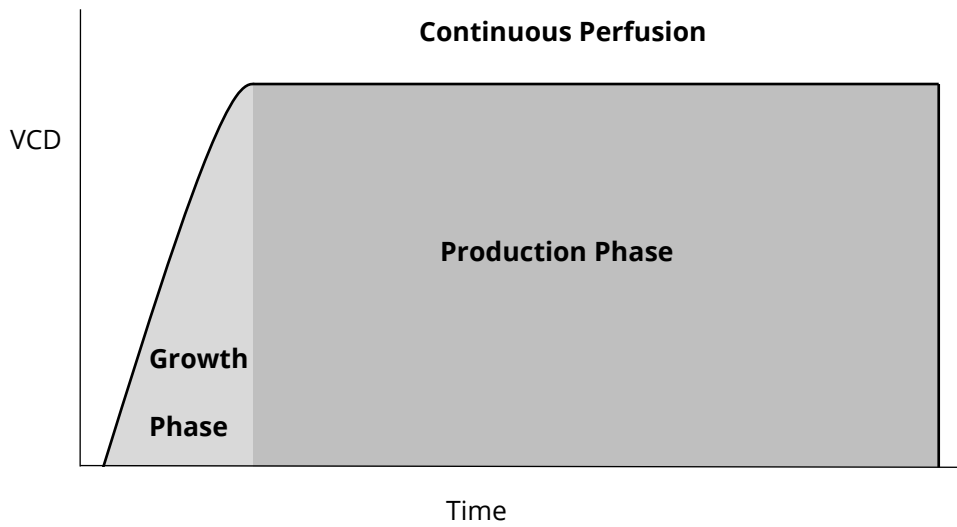 Continuous Perfusion
VCD
Production Phase
Growth
Phase
Time